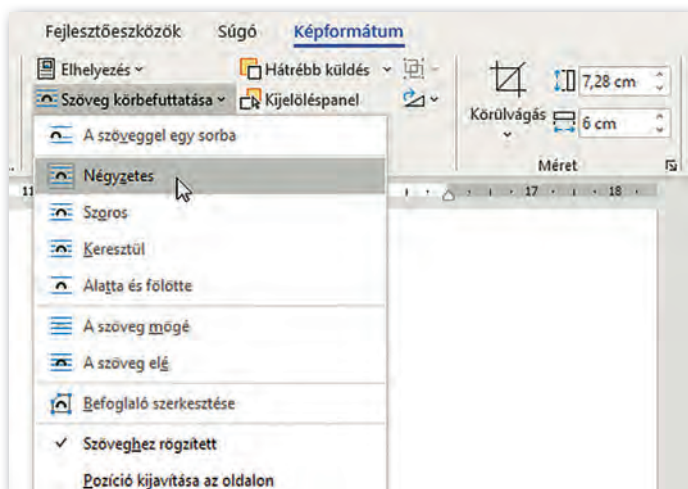 Fejlesztőeszközök Súgó Képformátum
Elhelyezés Hátrébb küldés
Szöveg körbefuttatása Kijelöléspanel
Körülvágás
7,28 cm
6 cm
Méret
A szöveggel egy sorba
Négyzetes
11 17 18
Szoros
Keresztül
Alatta és fölötte
A szöveg mögé
A szöveg elé
Befoglaló szerkesztése
Szöveghez rögzített
Pozíció kijavítása az oldalon